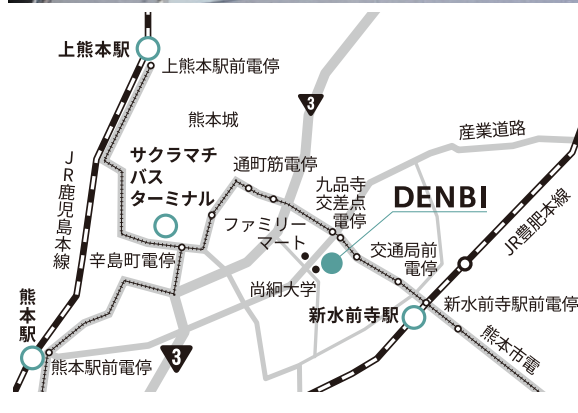 上熊本駅
上熊本駅前電停
3
熊本城
産業道路
サクラマチ
バス
ターミナル
通町筋電停
九品寺
交差点
電停
DENBI
JR鹿児島本線
ファミリー
マート
交通局前
電停
JR豊肥本線
辛島町電停
尚絅大学
熊本駅
新水前寺駅
新水前寺駅前電停
3
熊本駅前電停
熊本市電